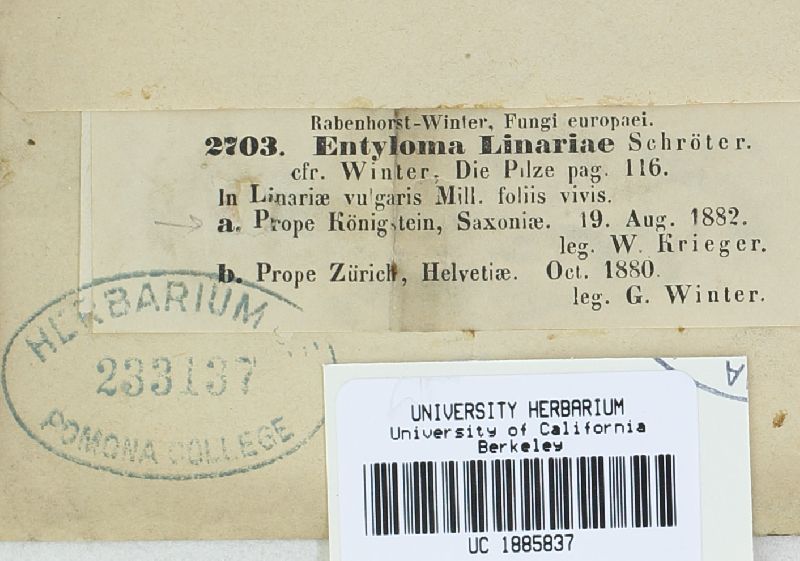 Rabenhorst-Winter, Fungi europaei.
2703. Entyloma Linariae Schröter.
cfr. Winter, Die Pilze pag. 116.
In Linariæ vulgaris Mill. foliis vivis.
a. Prope Königstein, Saxoniæ. 19. Aug. 1882.
leg. W. Krieger.
b. Prope Zürich, Helvetiæ. Oct. 1880.
leg. G. Winter.
HERBARIUM
233137
POMONA COLLEGE
UNIVERSITY HERBARIUM
University of California
Berkeley
UC 1885837